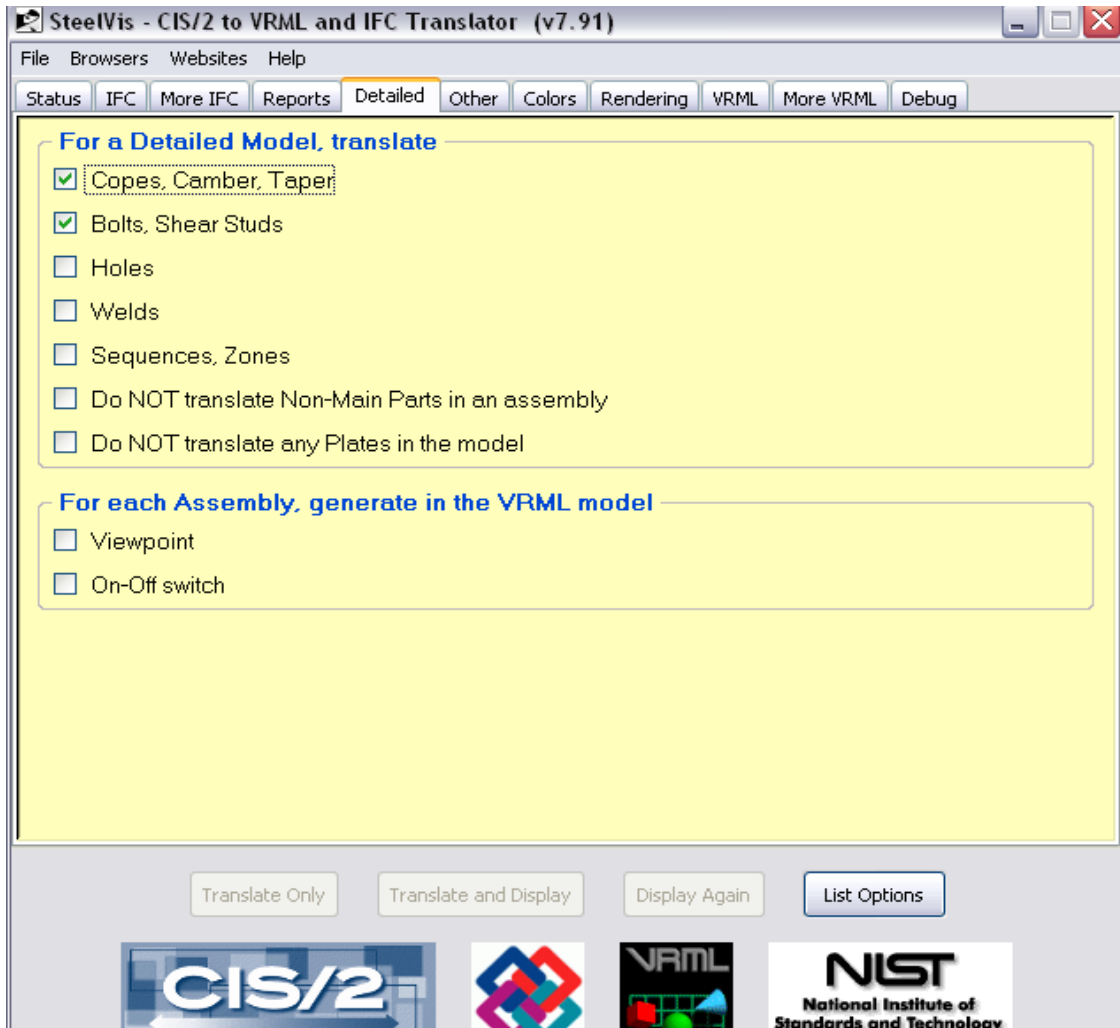 SteelVis - CIS/2 to VRML and IFC Translator (v7.91)
File Browsers Websites Help
Status IFC More IFC Reports Detailed Other Colors Rendering VRML More VRML Debug
For a Detailed Model, translate
Copes, Camber, Taper
Bolts, Shear Studs
Holes
Welds
Sequences, Zones
Do NOT translate Non-Main Parts in an assembly
Do NOT translate any Plates in the model
For each Assembly, generate in the VRML model
Viewpoint
On-Off switch
Translate Only Translate and Display Display Again List Options
CIS/2 VRML NIST
National Institute of
Standards and Technology